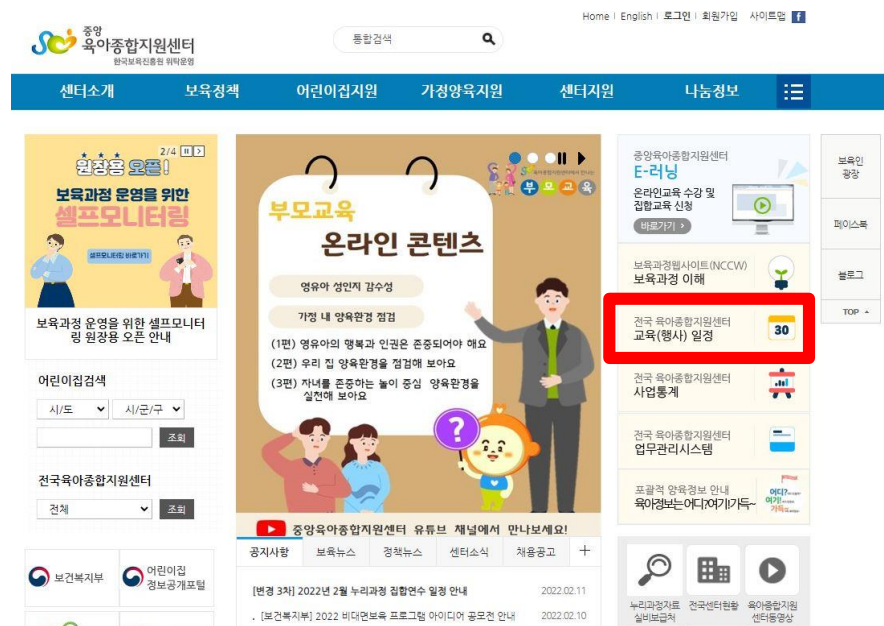 Home | English | 로그인 | 회원가입 사이트맵 f
중앙
육아종합지원센터
한국보육진흥원 위탁운영
통합검색
센터소개 보육정책 어린이집지원 가정양육지원 센터지원 나눔정보
2/4
원장용 오픈!
보육과정 운영을 위한
셀프모니터링
셀프모니터링 바로가기
보육과정 운영을 위한 셀프모니터
링 원장용 오픈 안내
어린이집검색
시/도 시/군/구
조회
전국육아종합지원센터
전체 조회
보건복지부
어린이집
정보공개포털
부모교육
부모교육
온라인 콘텐츠
영유아 성인지 감수성
가정 내 양육환경 점검
(1편) 영유아의 행복과 인권은 존중되어야 해요
(2편) 우리 집 양육환경을 점검해 보아요
(3편) 자녀를 존중하는 놀이 중심 양육환경을
실천해 보아요
?
중앙육아종합지원센터 유튜브 채널에서 만나보세요!
공지사항 보육뉴스 정책뉴스 센터소식 채용공고 +
[변경 3차] 2022년 2월 누리과정 집합연수 일정 안내 2022.02.11
. [보건복지부] 2022 비대면보육 프로그램 아이디어 공모전 안내 2022.02.10
중앙육아종합지원센터
E-러닝
온라인교육 수강 및
집합교육 신청
바로가기 >
보육과정웹사이트(NCCW)
보육과정 이해
전국 육아종합지원센터
교육(행사) 일정
30
전국 육아종합지원센터
사업통계
전국 육아종합지원센터
업무관리시스템
포괄적 양육정보 안내
육아정보는여기저기가득~
어디?
여기!
가득
누리과정자료
실비보급처
전국센터현황
육아종합지원
센터동영상
보육인
광장
페이스북
블로그
TOP